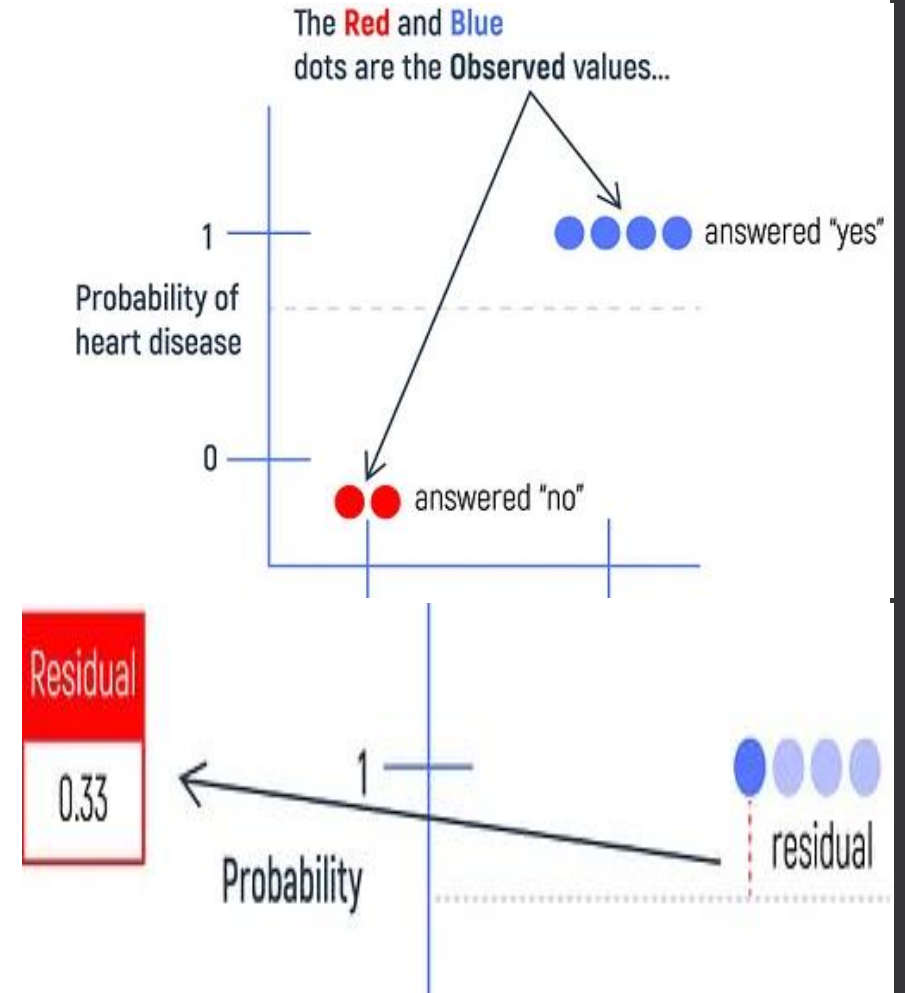 The Red and Blue
dots are the Observed values...
1
answered "yes"
Probability of
heart disease
0
answered "no"
Residual
0.33
1
residual
Probability